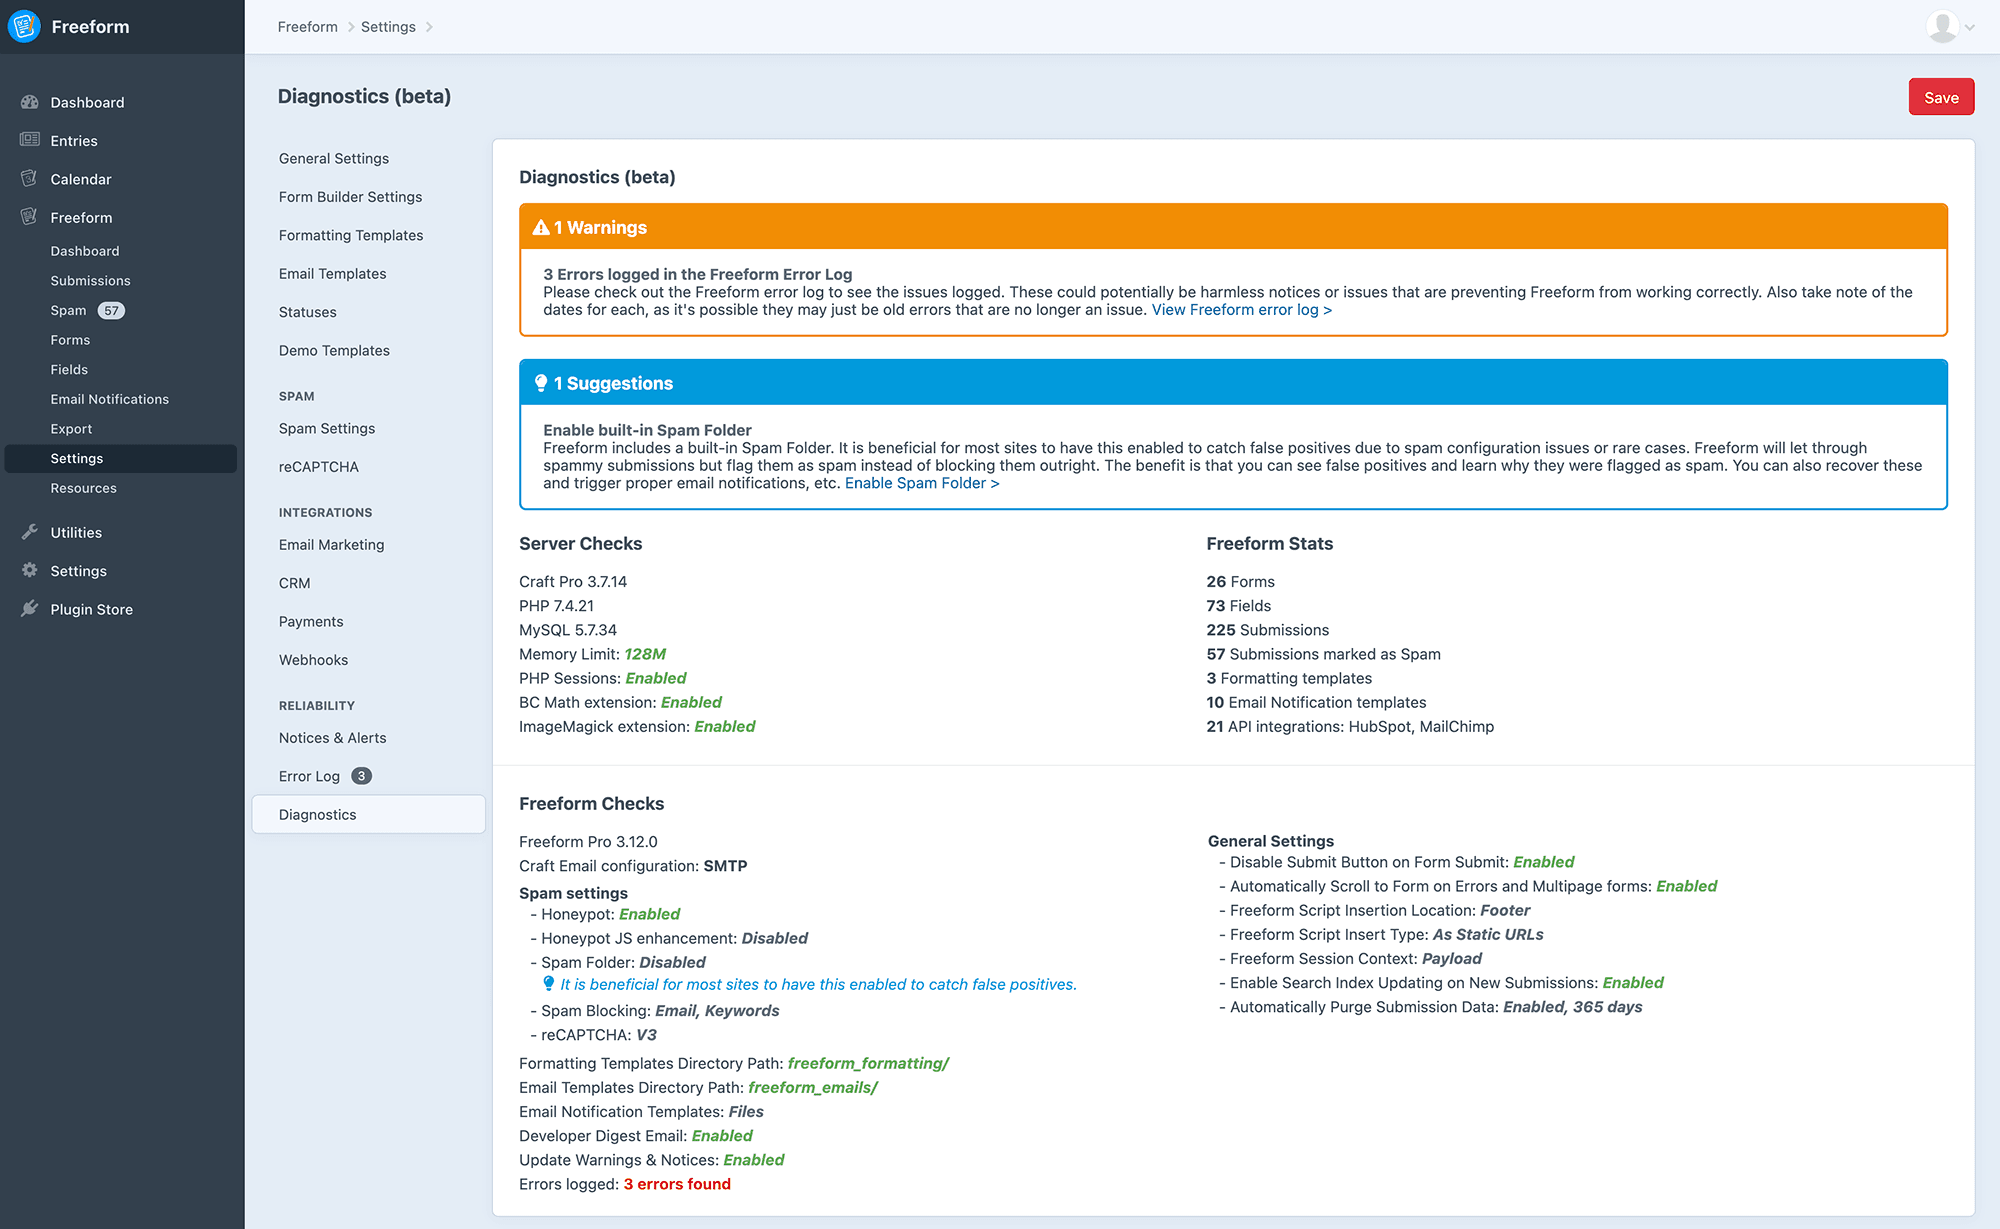 Freeform
Freeform
Settings
Dashboard
Entries
Calendar
Freeform
Dashboard
Submissions
Spam 57
Forms
Fields
Email Notifications
Export
Settings
Resources
Utilities
Settings
Plugin Store
Diagnostics (beta)
Save
General Settings
Form Builder Settings
Formatting Templates
Email Templates
Statuses
Demo Templates
SPAM
Spam Settings
reCAPTCHA
INTEGRATIONS
Email Marketing
CRM
Payments
Webhooks
RELIABILITY
Notices & Alerts
Error Log 3
Diagnostics
Diagnostics (beta)
1 Warnings
3 Errors logged in the Freeform Error Log
Please check out the Freeform error log to see the issues logged. These could potentially be harmless notices or issues that are preventing Freeform from working correctly. Also take note of the
dates for each, as it's possible they may just be old errors that are no longer an issue. View Freeform error log >
1 Suggestions
Enable built-in Spam Folder
Freeform includes a built-in Spam Folder. It is beneficial for most sites to have this enabled to catch false positives due to spam configuration issues or rare cases. Freeform will let through
spammy submissions but flag them as spam instead of blocking them outright. The benefit is that you can see false positives and learn why they were flagged as spam. You can also recover these
and trigger proper email notifications, etc. Enable Spam Folder >
Server Checks
Craft Pro 3.7.14
PHP 7.4.21
MySQL 5.7.34
Memory Limit: 128M
PHP Sessions: Enabled
BC Math extension: Enabled
ImageMagick extension: Enabled
Freeform Stats
26 Forms
73 Fields
225 Submissions
57 Submissions marked as Spam
3 Formatting templates
10 Email Notification templates
21 API integrations: HubSpot, MailChimp
Freeform Checks
Freeform Pro 3.12.0
Craft Email configuration: SMTP
Spam settings
- Honeypot: Enabled
- Honeypot JS enhancement: Disabled
- Spam Folder: Disabled
It is beneficial for most sites to have this enabled to catch false positives.
- Spam Blocking: Email, Keywords
- reCAPTCHA: V3
Formatting Templates Directory Path: freeform_formatting/
Email Templates Directory Path: freeform_emails/
Email Notification Templates: Files
Developer Digest Email: Enabled
Update Warnings & Notices: Enabled
Errors logged: 3 errors found
General Settings
- Disable Submit Button on Form Submit: Enabled
- Automatically Scroll to Form on Errors and Multipage forms: Enabled
- Freeform Script Insertion Location: Footer
- Freeform Script Insert Type: As Static URLs
- Freeform Session Context: Payload
- Enable Search Index Updating on New Submissions: Enabled
- Automatically Purge Submission Data: Enabled, 365 days